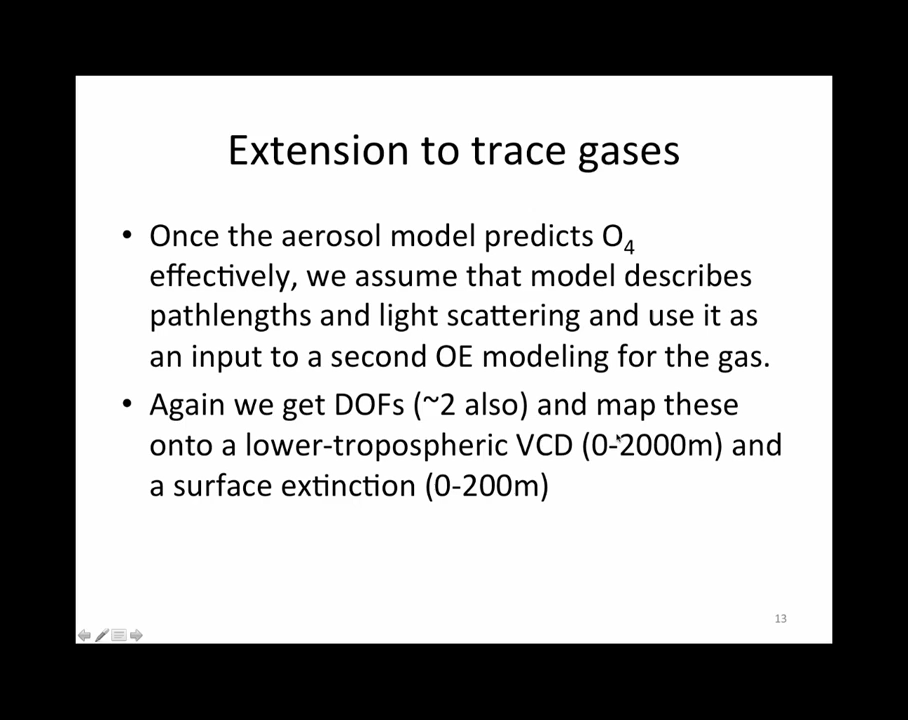 Extension to trace gases
• Once the aerosol model predicts O₄
effectively, we assume that model describes
pathlengths and light scattering and use it as
an input to a second OE modeling for the gas.
• Again we get DOFs (~2 also) and map these
onto a lower-tropospheric VCD (0-2000m) and
a surface extinction (0-200m)
13